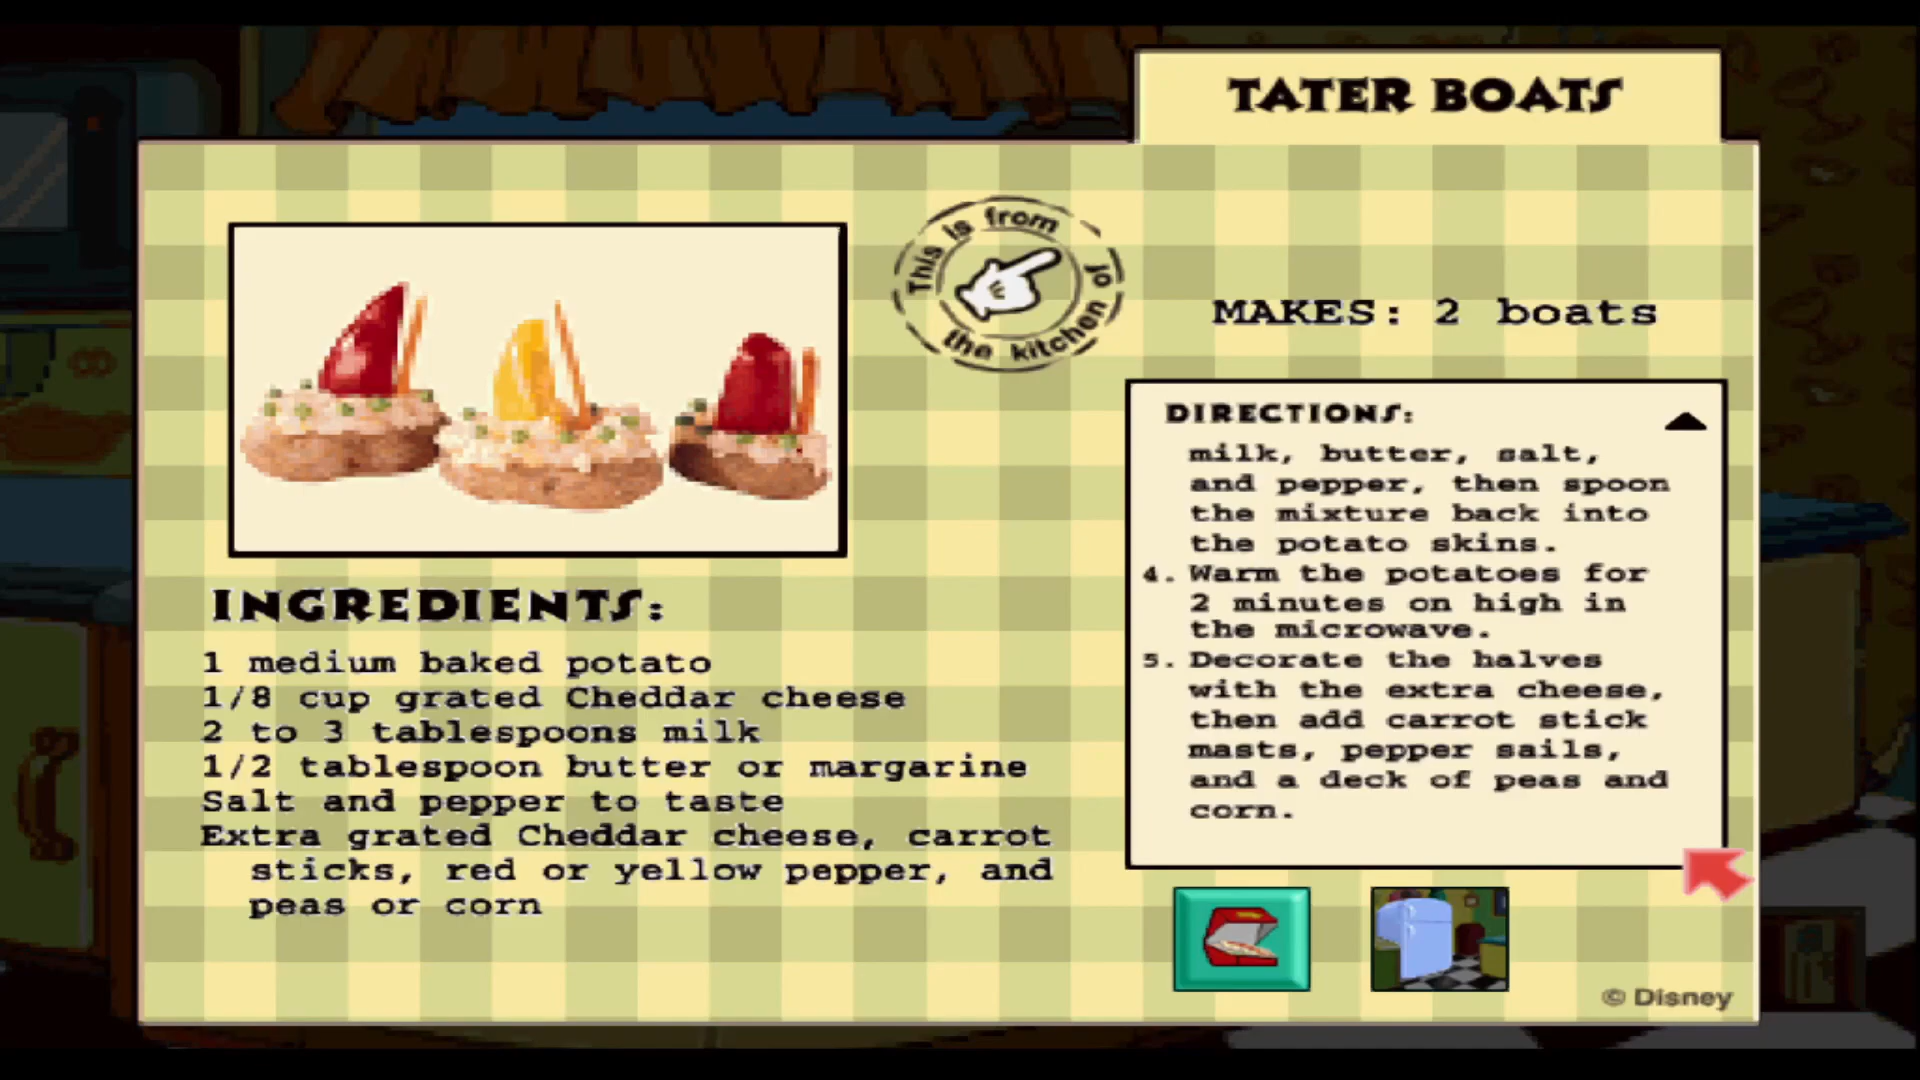 TATER BOATS
This is from
the kitchen of
MAKES: 2 boats
DIRECTIONS:
milk, butter, salt,
and pepper, then spoon
the mixture back into
the potato skins.
4. Warm the potatoes for
2 minutes on high in
the microwave.
5. Decorate the halves
with the extra cheese,
then add carrot stick
masts, pepper sails,
and a deck of peas and
corn.
INGREDIENTS:
1 medium baked potato
1/8 cup grated Cheddar cheese
2 to 3 tablespoons milk
1/2 tablespoon butter or margarine
Salt and pepper to taste
Extra grated Cheddar cheese, carrot
sticks, red or yellow pepper, and
peas or corn
© Disney